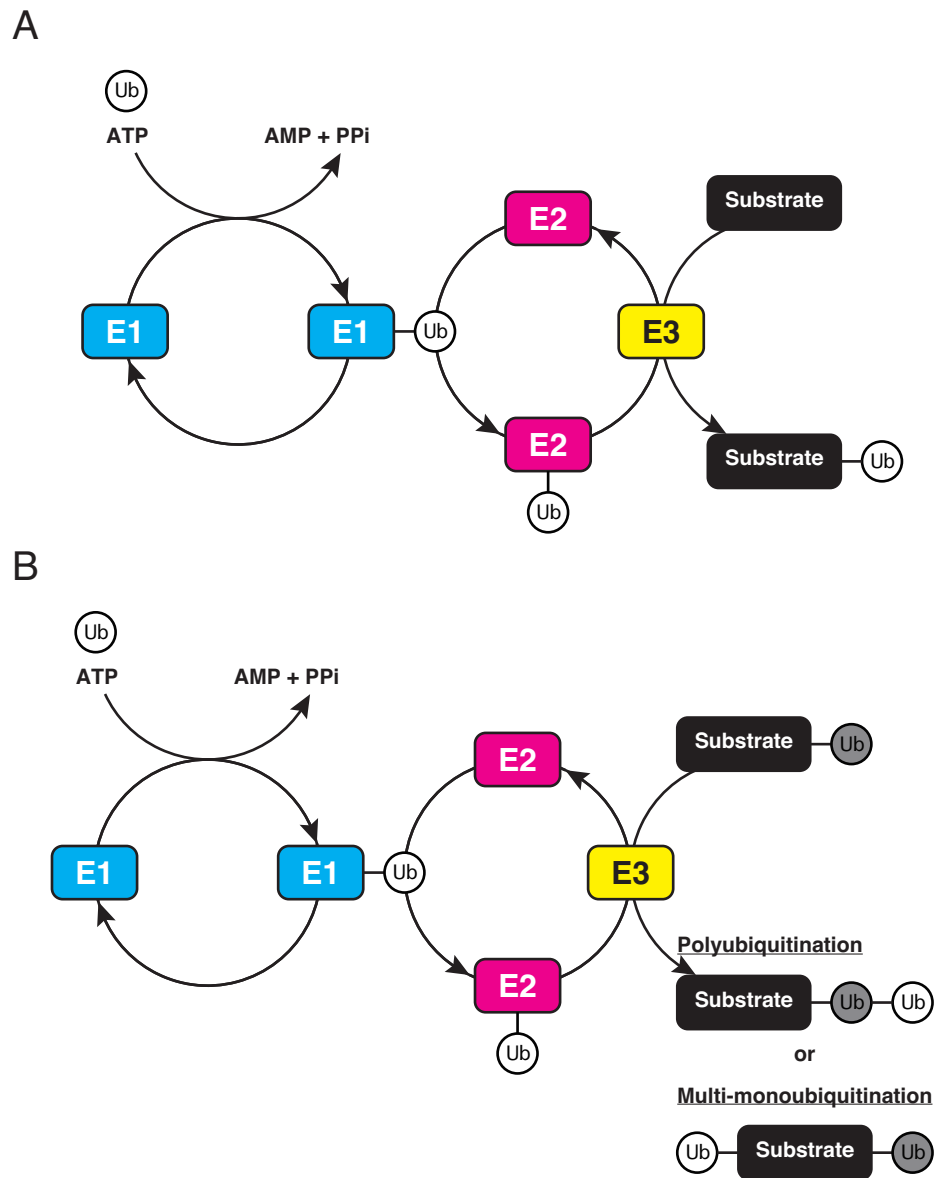 A
Ub
ATP
AMP + PPi
E2
Substrate
E1
E1
Ub
E3
E2
Substrate
Ub
Ub
B
Ub
ATP
AMP + PPi
E2
Substrate
Ub
E1
E1
Ub
E3
Polyubiquitination
E2
Substrate
Ub
Ub
Ub
or
Multi-monoubiquitination
Ub
Substrate
Ub